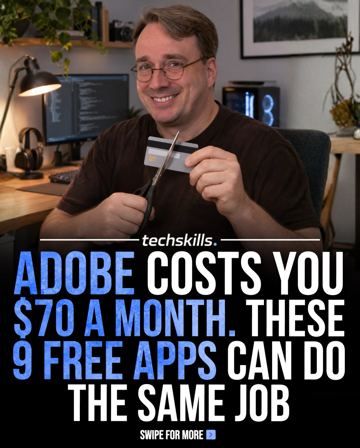 techskills.
ADOBE COSTS YOU
$70 A MONTH. THESE
9 FREE APPS CAN DO
THE SAME JOB
SWIPE FOR MORE